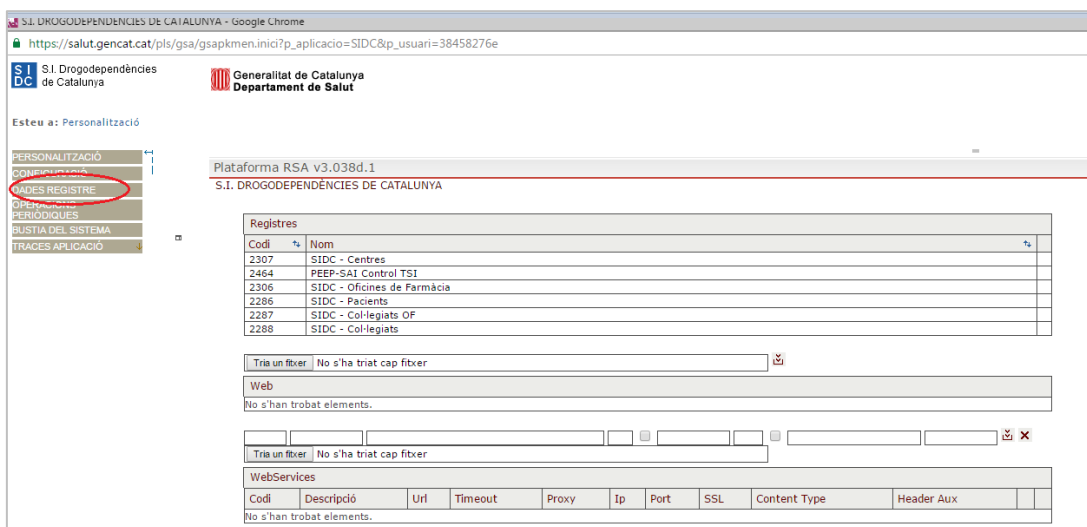 S.I. DROGODEPENDENCIES DE CATALUNYA - Google Chrome
https://salut.gencat.cat/pls/gsa/gsapkmen.inici?p_aplicacio=SIDC&p_usuari=38458276e
SIDC S.I. Drogodependències
de Catalunya
Generalitat de Catalunya
Departament de Salut
Esteu a: Personalització
PERSONALITZACIÓ
CONFIGURACIÓ
DADES REGISTRE
OPERACIONS
PERIÒDIQUES
BUSTIA DEL SISTEMA
TRACES APLICACIÓ
Plataforma RSA v3.038d.1
S.I. DROGODEPENDÈNCIES DE CATALUNYA
Registres
Codi Nom
2307 SIDC - Centres
2464 PEEP-SAI Control TSI
2306 SIDC - Oficines de Farmàcia
2286 SIDC - Pacients
2287 SIDC - Col·legiats OF
2288 SIDC - Col·legiats
Tria un fitxer No s'ha triat cap fitxer
Web
No s'han trobat elements.
Tria un fitxer No s'ha triat cap fitxer
WebServices
Codi Descripció Url Timeout Proxy Ip Port SSL Content Type Header Aux
No s'han trobat elements.